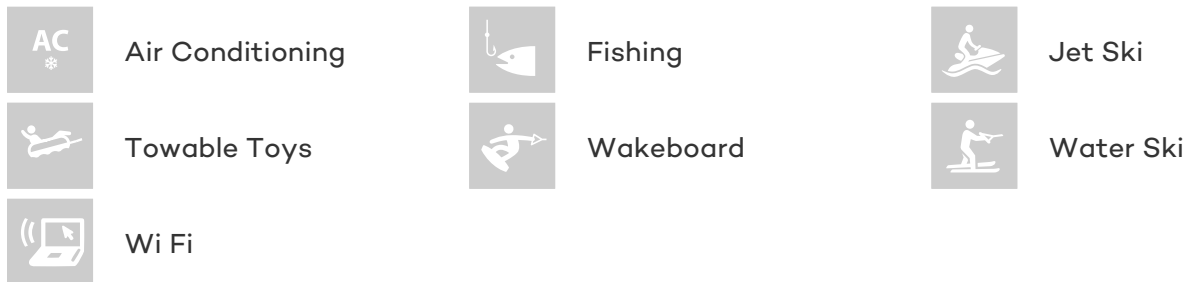 AC
Air Conditioning
Fishing
Jet Ski
Towable Toys
Wakeboard
Water Ski
Wi Fi